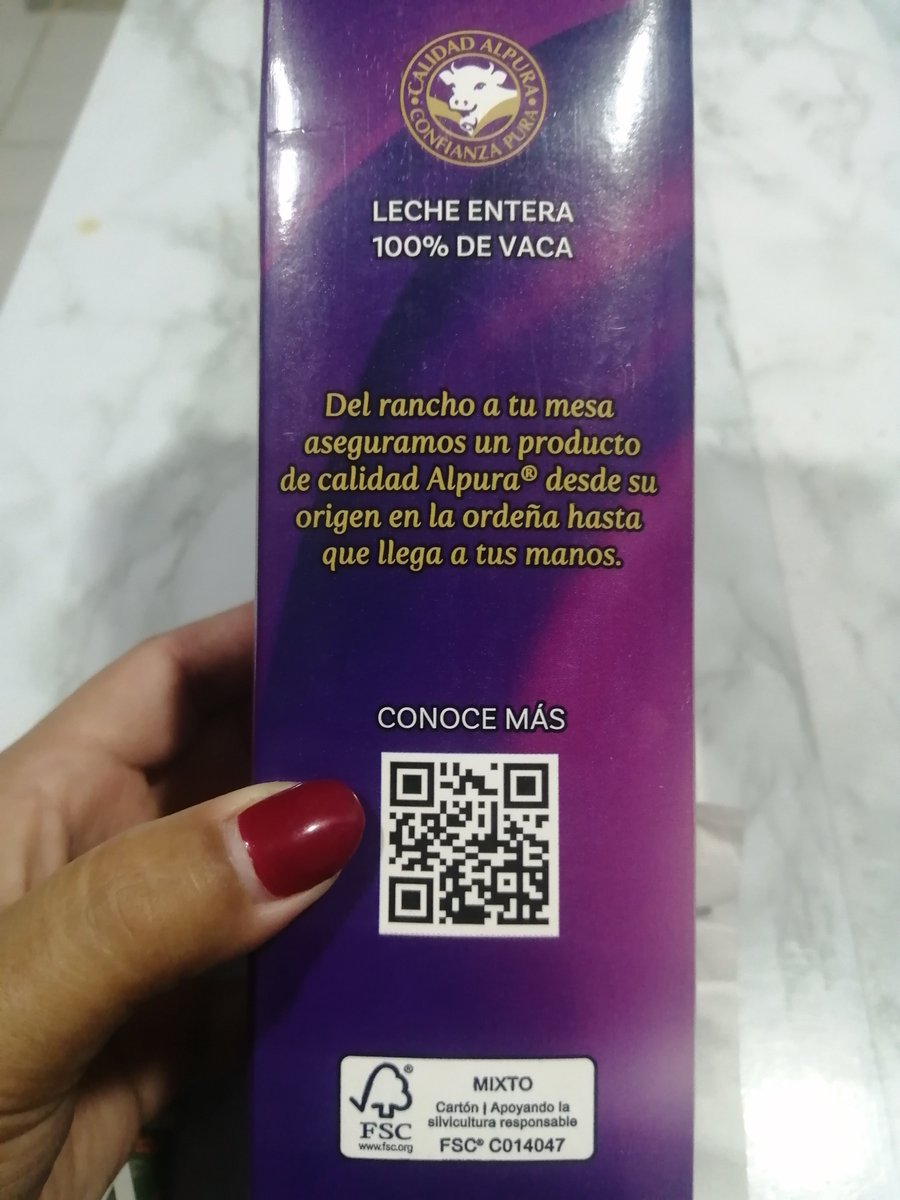 CALIDAD ALPURA
CONFIANZA PURA
LECHE ENTERA
100% DE VACA
Del rancho a tu mesa
aseguramos un producto
de calidad Alpura® desde su
origen en la ordeña hasta
que llega a tus manos.
CONOCE MÁS
FSC®
www.fsc.org
MIXTO
Cartón | Apoyando la
silvicultura responsable
FSC® C014047